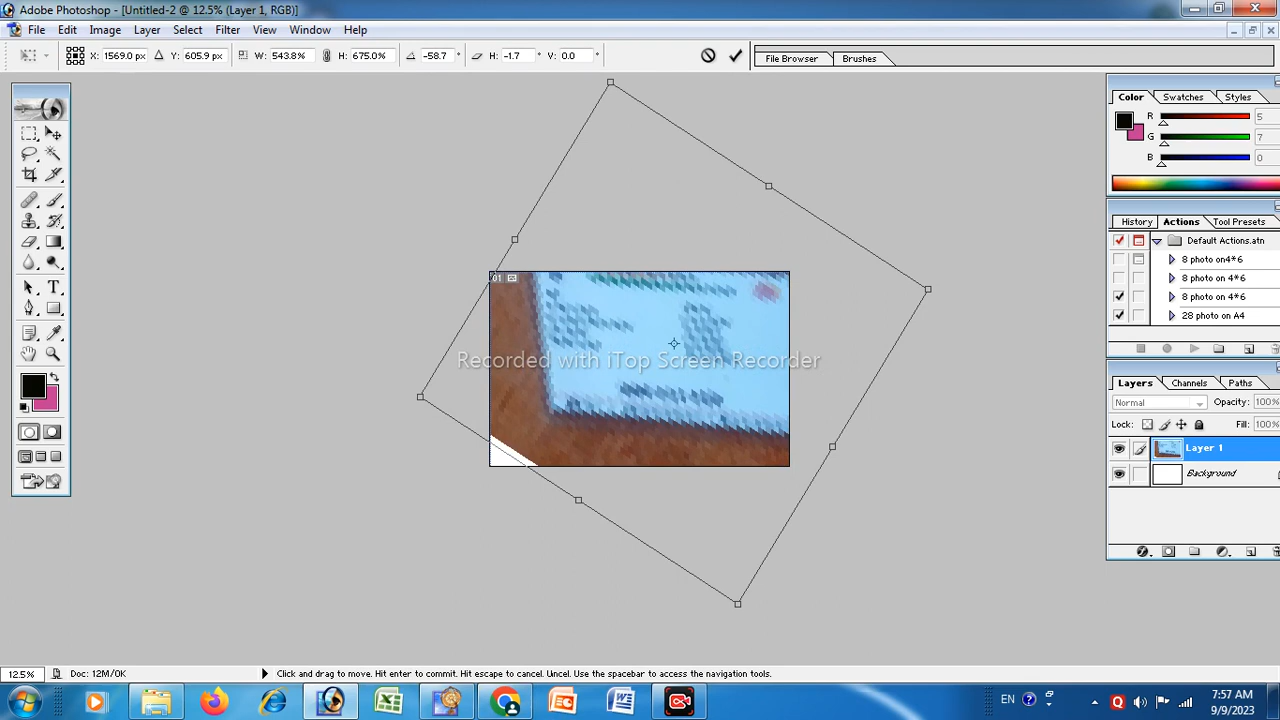 Adobe Photoshop - [Untitled-2 @ 12.5% (Layer 1, RGB)]
File Edit Image Layer Select Filter View Window Help
X: 1569.0 px Y: 605.9 px W: 543.8% H: 675.0% -58.7 ° H: -1.7 ° V: 0.0 °
File Browser Brushes
Color Swatches Styles
R 5
G 7
B 0
History Actions Tool Presets
Default Actions.atn
8 photo on4*6
8 photo on 4*6
8 photo on 4*6
28 photo on A4
01
Recorded with iTop Screen Recorder
Layers Channels Paths
Normal Opacity: 100%
Lock: Fill: 100%
Layer 1
Background
12.5% Doc: 12M/0K Click and drag to move. Hit enter to commit. Hit escape to cancel. Uncel. Use the spacebar to access the navigation tools.
EN
7:57 AM
9/9/2023